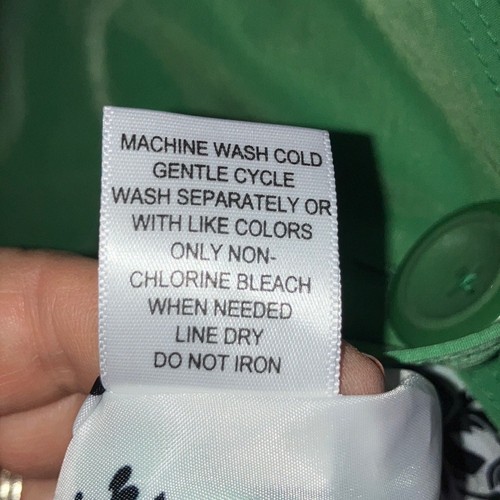 MACHINE WASH COLD
GENTLE CYCLE
WASH SEPARATELY OR
WITH LIKE COLORS
ONLY NON-
CHLORINE BLEACH
WHEN NEEDED
LINE DRY
DO NOT IRON